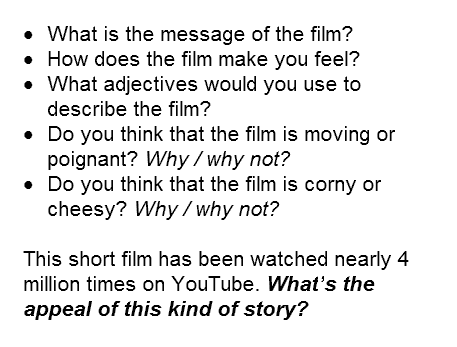 • What is the message of the film?
• How does the film make you feel?
• What adjectives would you use to
describe the film?
• Do you think that the film is moving or
poignant? Why / why not?
• Do you think that the film is corny or
cheesy? Why / why not?
This short film has been watched nearly 4
million times on YouTube. What's the
appeal of this kind of story?